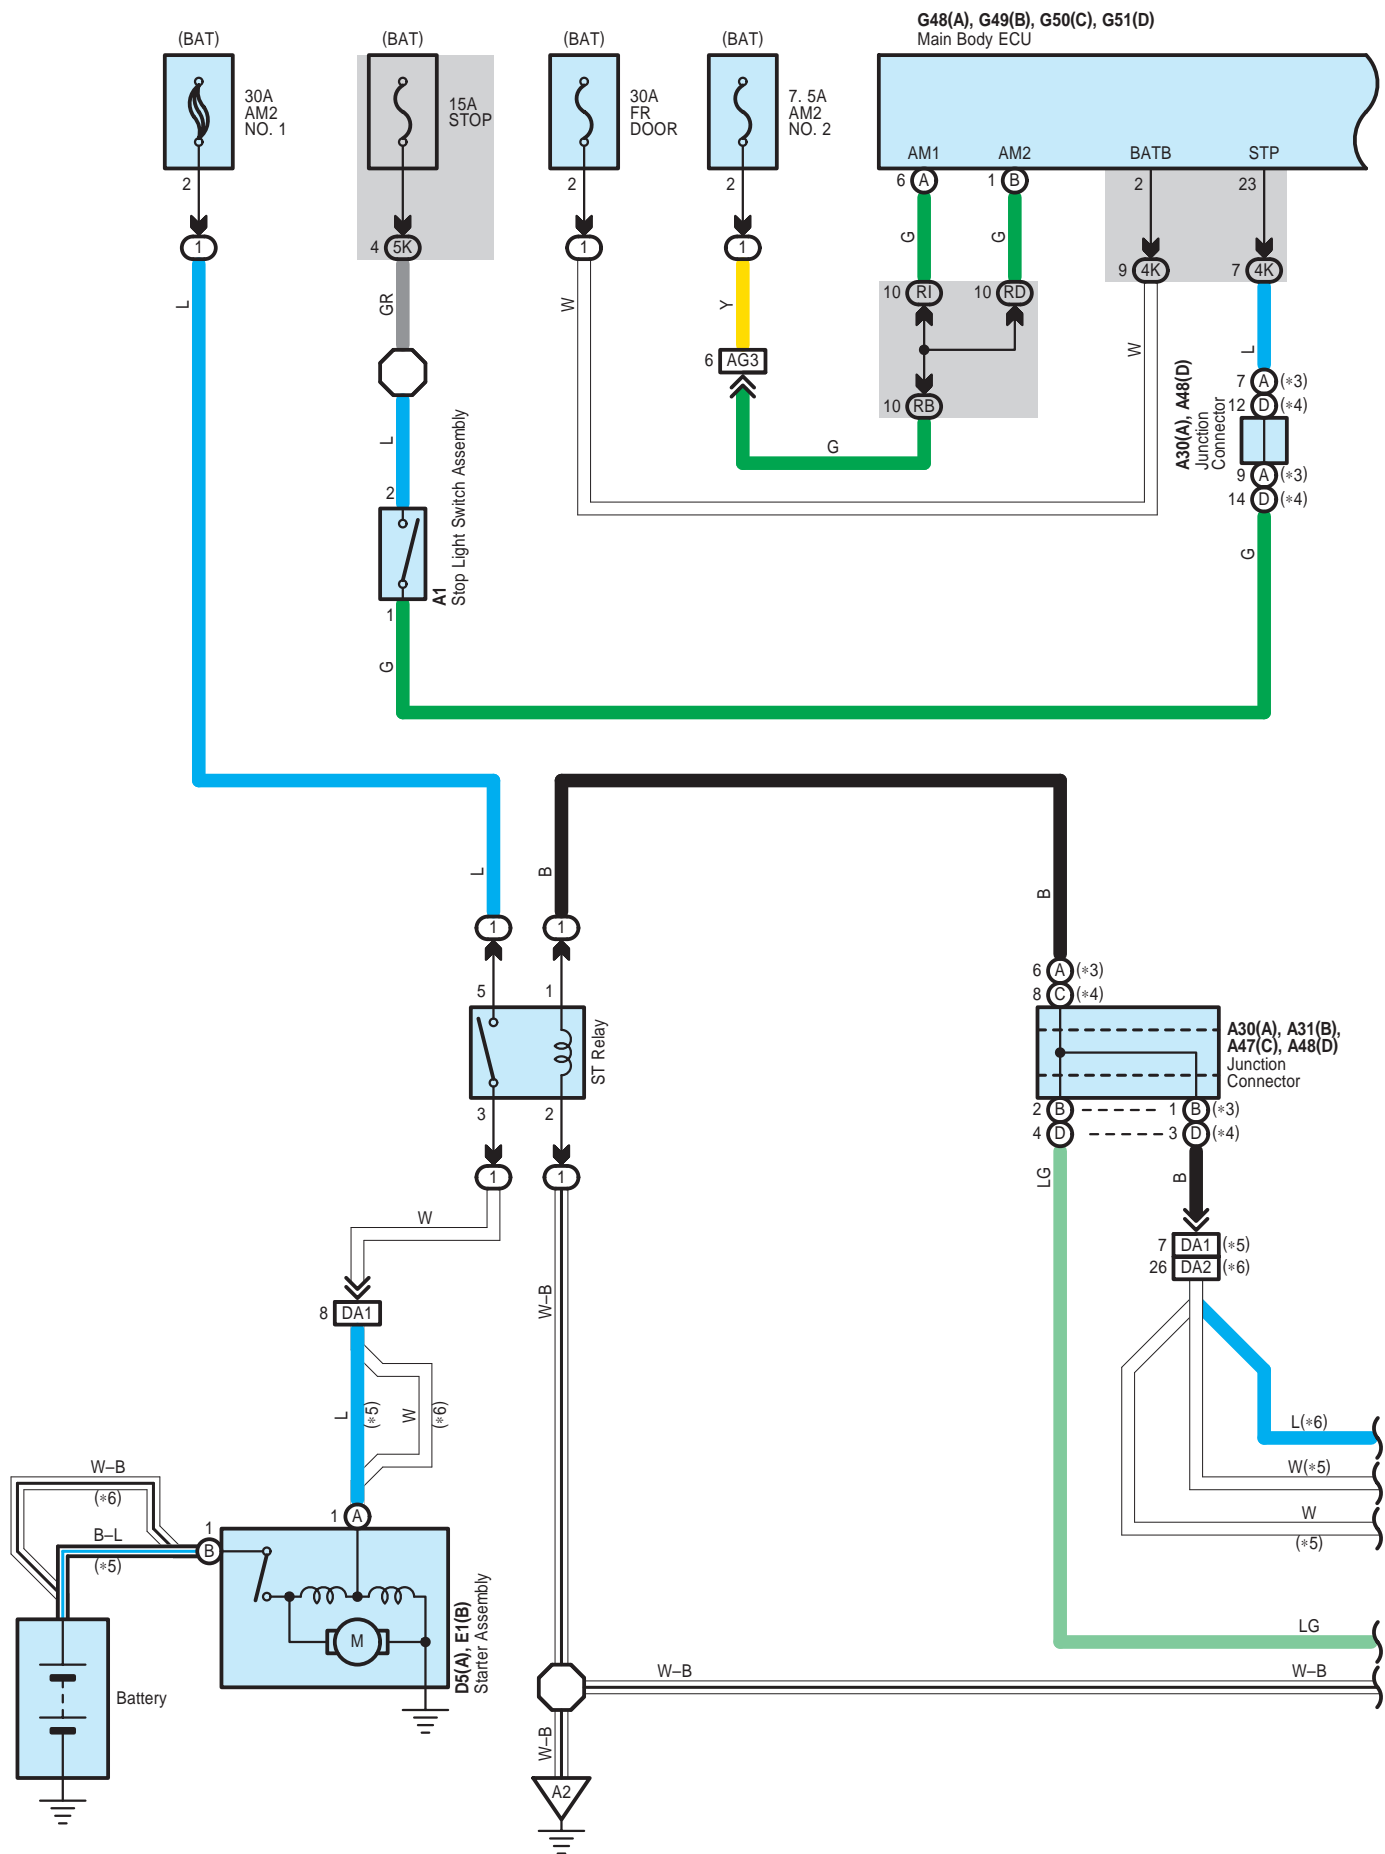 G48(A), G49(B), G50(C), G51(D)
Main Body ECU
(BAT)
(BAT)
(BAT)
(BAT)
30A
AM2
NO. 1
15A
STOP
30A
FR
DOOR
7. 5A
AM2
NO. 2
AM1
AM2
BATB
STP
2
2
2
6 A
1 B
2
23
1
4 5K
1
1
9 4K
7 4K
L
GR
W
Y
G
G
W
L
10 RI
10 RD
6 AG3
10 RB
G
7 A (*3)
12 D (*4)
A30(A), A48(D)
Junction
Connector
9 A (*3)
14 D (*4)
L
2
A1
Stop Light Switch Assembly
1
G
G
L
B
B
1
1
5
1
ST Relay
3
2
1
1
6 A (*3)
8 C (*4)
A30(A), A31(B),
A47(C), A48(D)
Junction
Connector
2 B
1 B (*3)
4 D
3 D (*4)
LG
B
W
7 DA1 (*5)
26 DA2 (*6)
8 DA1
W–B
L
(*5)
W
(*6)
L(*6)
W(*5)
W
(*5)
W–B
(*6)
B–L
(*5)
1
B
1 A
M
D5(A), E1(B)
Starter Assembly
Battery
LG
W–B
W–B
W–B
A2